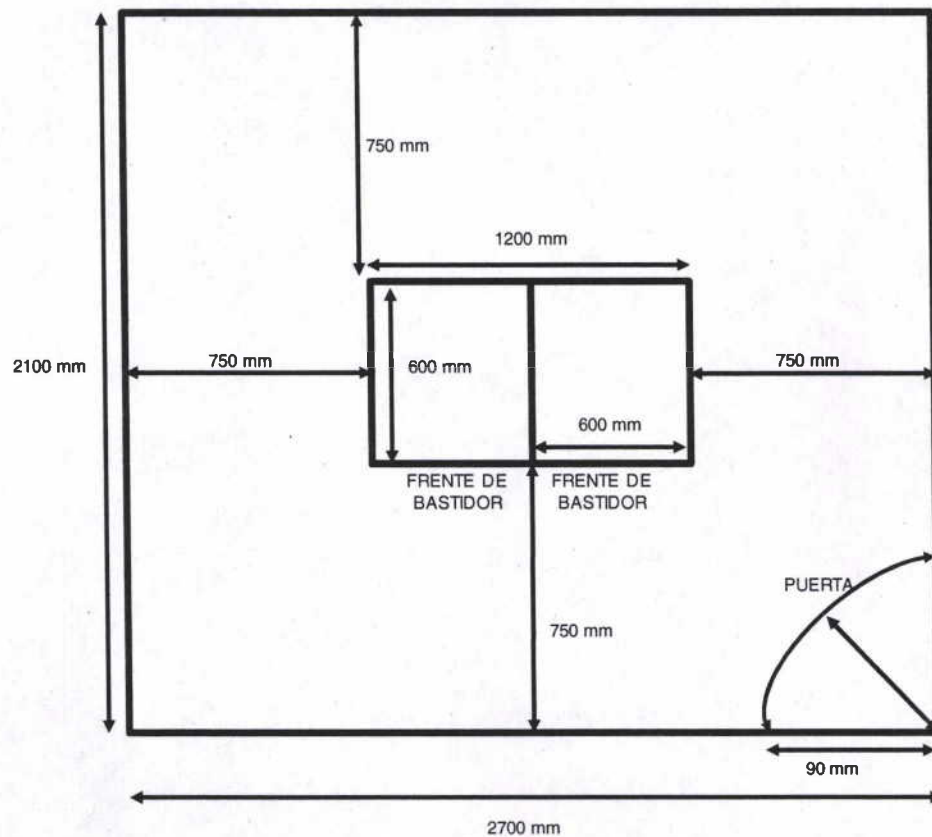 750 mm
1200 mm
2100 mm
750 mm
600 mm
750 mm
600 mm
FRENTE DE
BASTIDOR
FRENTE DE
BASTIDOR
PUERTA
750 mm
90 mm
2700 mm